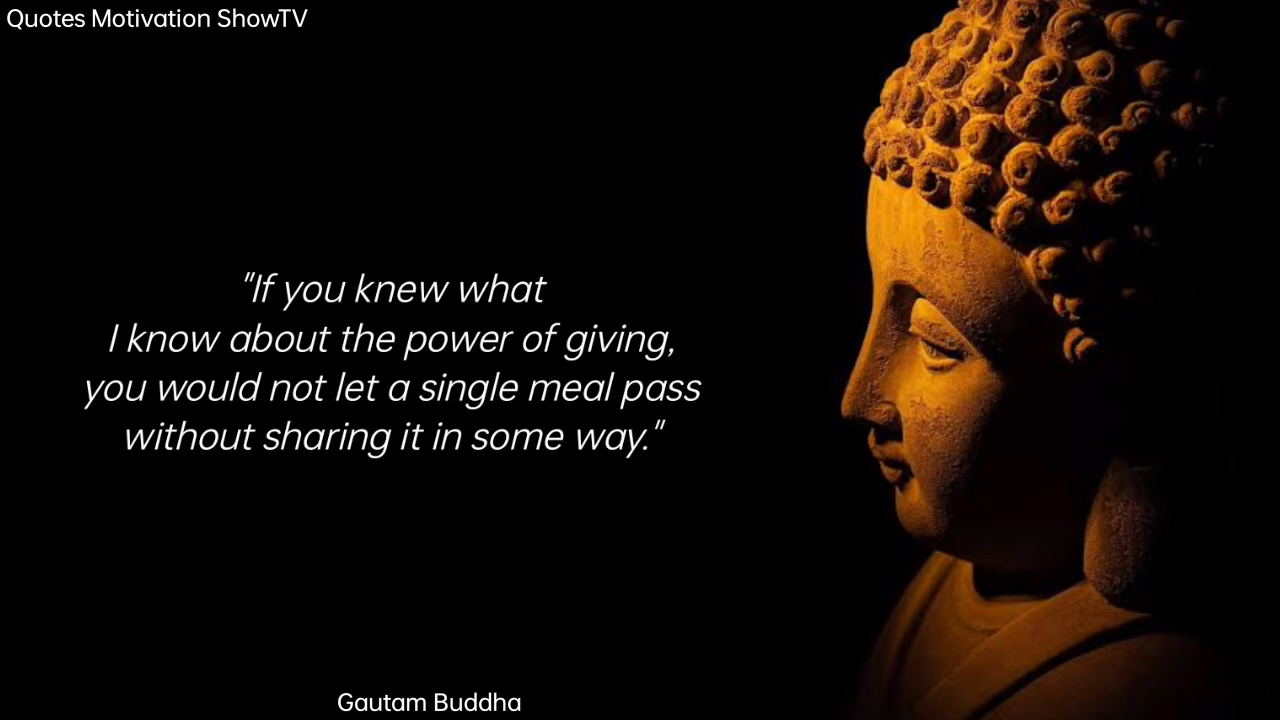 Quotes Motivation ShowTV
"If you knew what
I know about the power of giving,
you would not let a single meal pass
without sharing it in some way."
Gautam Buddha